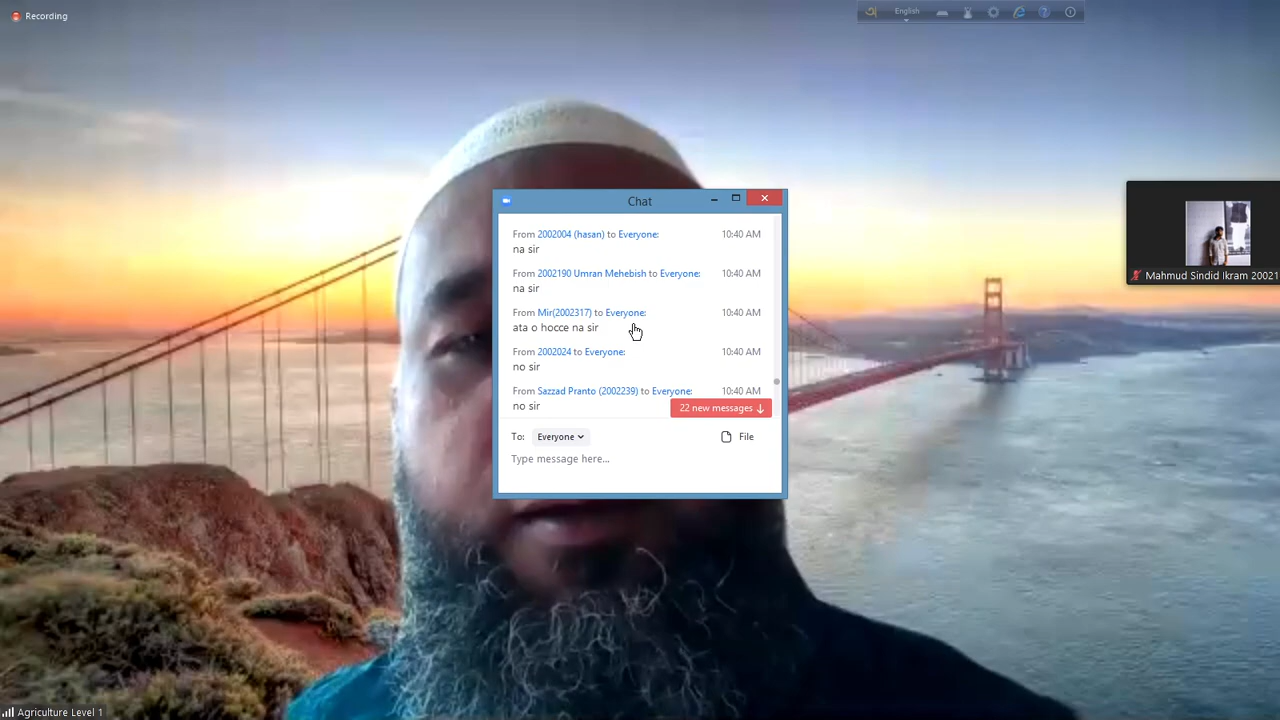 Recording
English
Chat
From 2002004 (hasan) to Everyone: 10:40 AM
na sir
From 2002190 Umran Mehebish to Everyone: 10:40 AM
na sir
From Mir(2002317) to Everyone: 10:40 AM
ata o hocce na sir
From 2002024 to Everyone: 10:40 AM
no sir
From Sazzad Pranto (2002239) to Everyone: 10:40 AM
no sir
22 new messages
To: Everyone File
Type message here...
Mahmud Sindid Ikram 20021
Agriculture Level 1